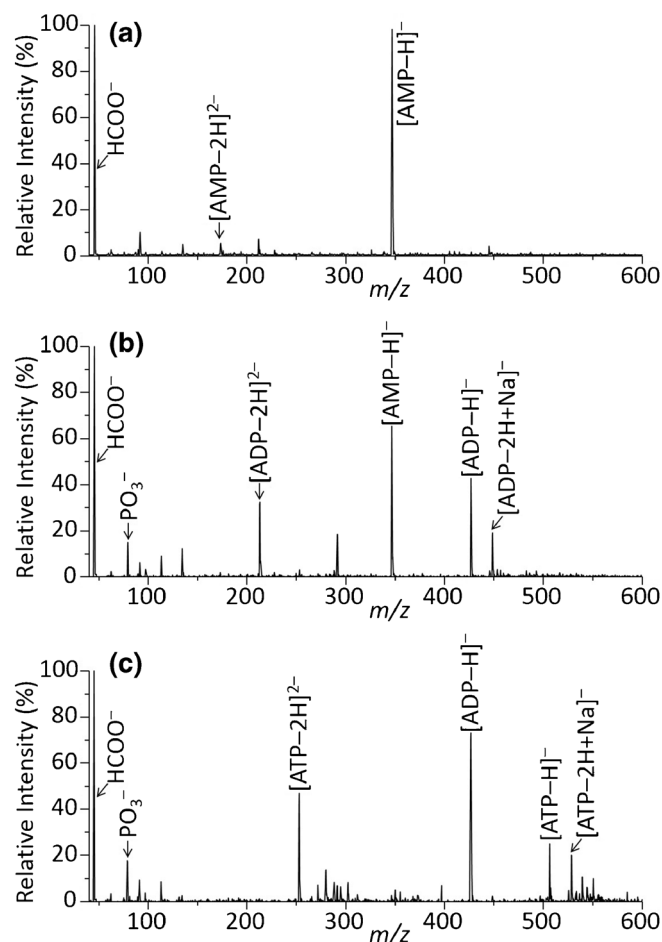 (a)
Relative Intensity (%)
100
80
60
40
20
0
HCOO⁻
[AMP−2H]²⁻
[AMP−H]⁻
100 200 300 400 500 600
m/z
(b)
Relative Intensity (%)
100
80
60
40
20
0
HCOO⁻
PO₃⁻
[ADP−2H]²⁻
[AMP−H]⁻
[ADP−H]⁻
[ADP−2H+Na]⁻
100 200 300 400 500 600
m/z
(c)
Relative Intensity (%)
100
80
60
40
20
0
HCOO⁻
PO₃⁻
[ATP−2H]²⁻
[ADP−H]⁻
[ATP−H]⁻
[ATP−2H+Na]⁻
100 200 300 400 500 600
m/z